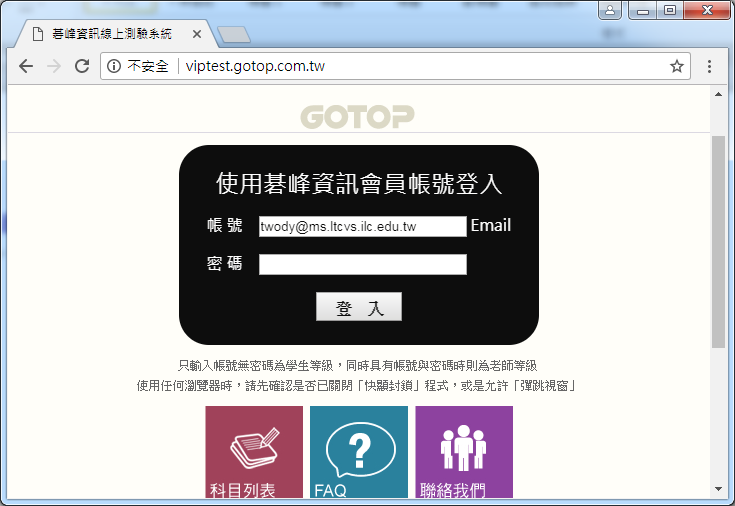 碁峰資訊線上測驗系統
不安全 viptest.gotop.com.tw
GOTOP
使用碁峰資訊會員帳號登入
帳 號 twody@ms.ltcvs.ilc.edu.tw Email
密 碼
登 入
只輸入帳號無密碼為學生等級，同時具有帳號與密碼時則為老師等級
使用任何瀏覽器時，請先確認是否已關閉「快顯封鎖」程式，或是允許「彈跳視窗」
科目列表
FAQ
聯絡我們